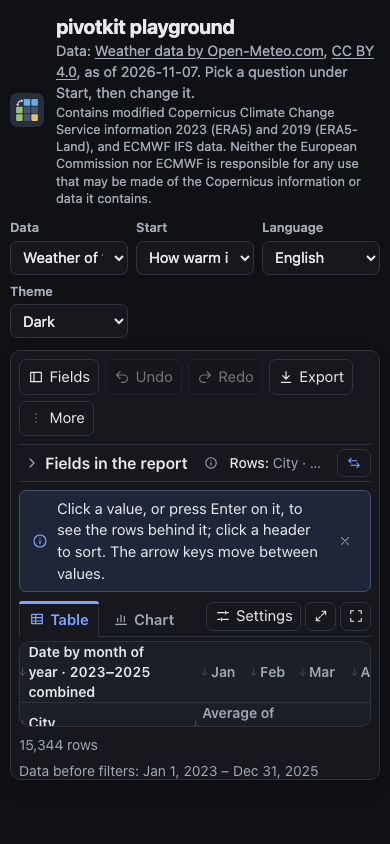 pivotkit playground
Data: Weather data by Open-Meteo.com, CC BY
4.0, as of 2026-11-07. Pick a question under
Start, then change it.
Contains modified Copernicus Climate Change
Service information 2023 (ERA5) and 2019 (ERA5-
Land), and ECMWF IFS data. Neither the European
Commission nor ECMWF is responsible for any use
that may be made of the Copernicus information or
data it contains.
Data Start Language
Weather of How warm i English
Theme
Dark
Fields Undo Redo Export
More
Fields in the report Rows: City · ...
Click a value, or press Enter on it, to
see the rows behind it; click a header
to sort. The arrow keys move between
values.
Table Chart Settings
Date by month of
year · 2023–2025
combined
Jan Feb Mar A
Average of
City
15,344 rows
Data before filters: Jan 1, 2023 – Dec 31, 2025